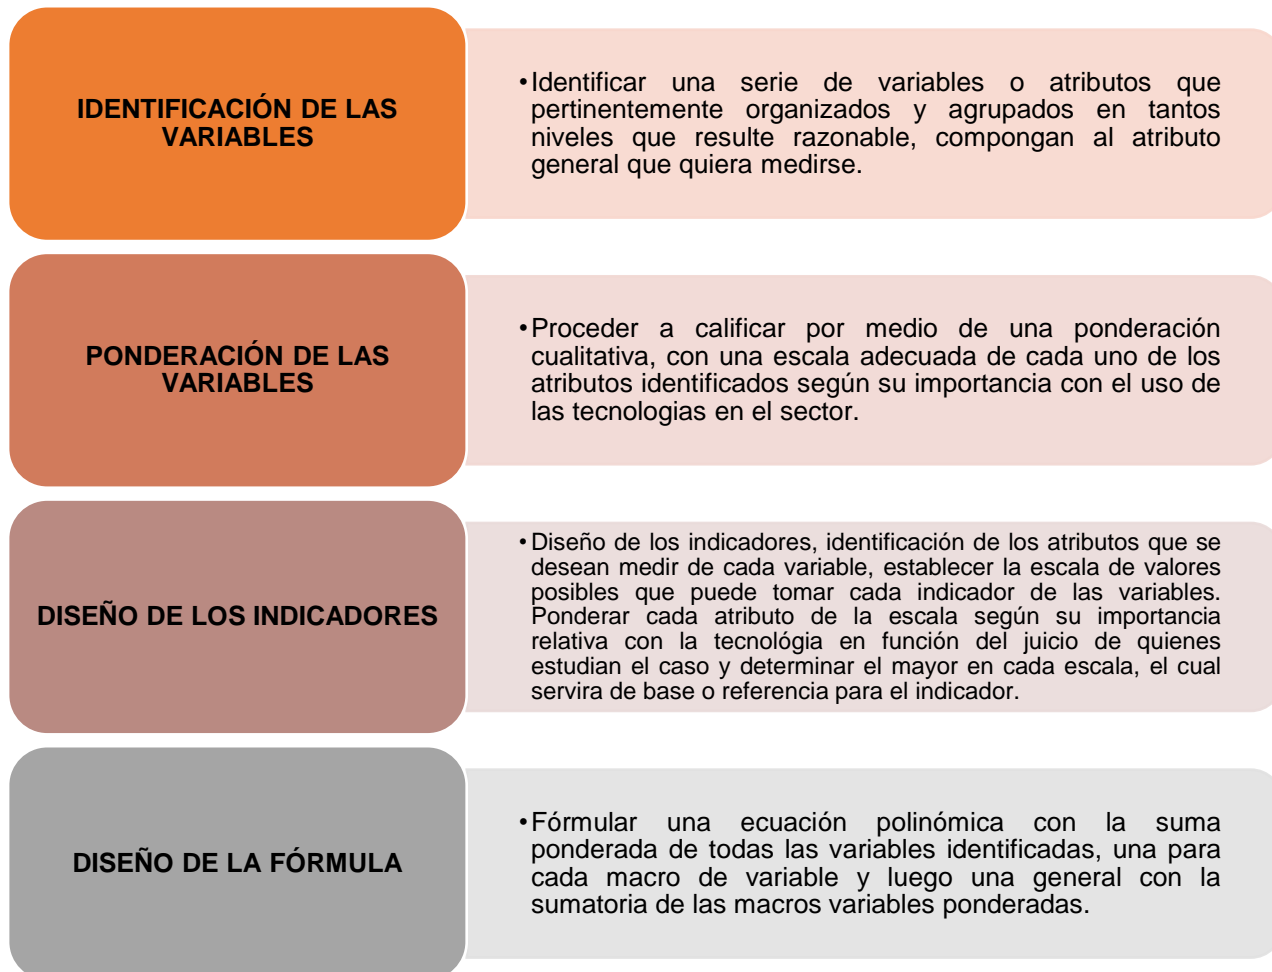 IDENTIFICACIÓN DE LAS
VARIABLES
•Identificar una serie de variables o atributos que
pertinentemente organizados y agrupados en tantos
niveles que resulte razonable, compongan al atributo
general que quiera medirse.
PONDERACIÓN DE LAS
VARIABLES
•Proceder a calificar por medio de una ponderación
cualitativa, con una escala adecuada de cada uno de los
atributos identificados según su importancia con el uso de
las tecnologias en el sector.
DISEÑO DE LOS INDICADORES
•Diseño de los indicadores, identificación de los atributos que se
desean medir de cada variable, establecer la escala de valores
posibles que puede tomar cada indicador de las variables.
Ponderar cada atributo de la escala según su importancia
relativa con la tecnológia en función del juicio de quienes
estudian el caso y determinar el mayor en cada escala, el cual
servira de base o referencia para el indicador.
DISEÑO DE LA FÓRMULA
•Fórmular una ecuación polinómica con la suma
ponderada de todas las variables identificadas, una para
cada macro de variable y luego una general con la
sumatoria de las macros variables ponderadas.